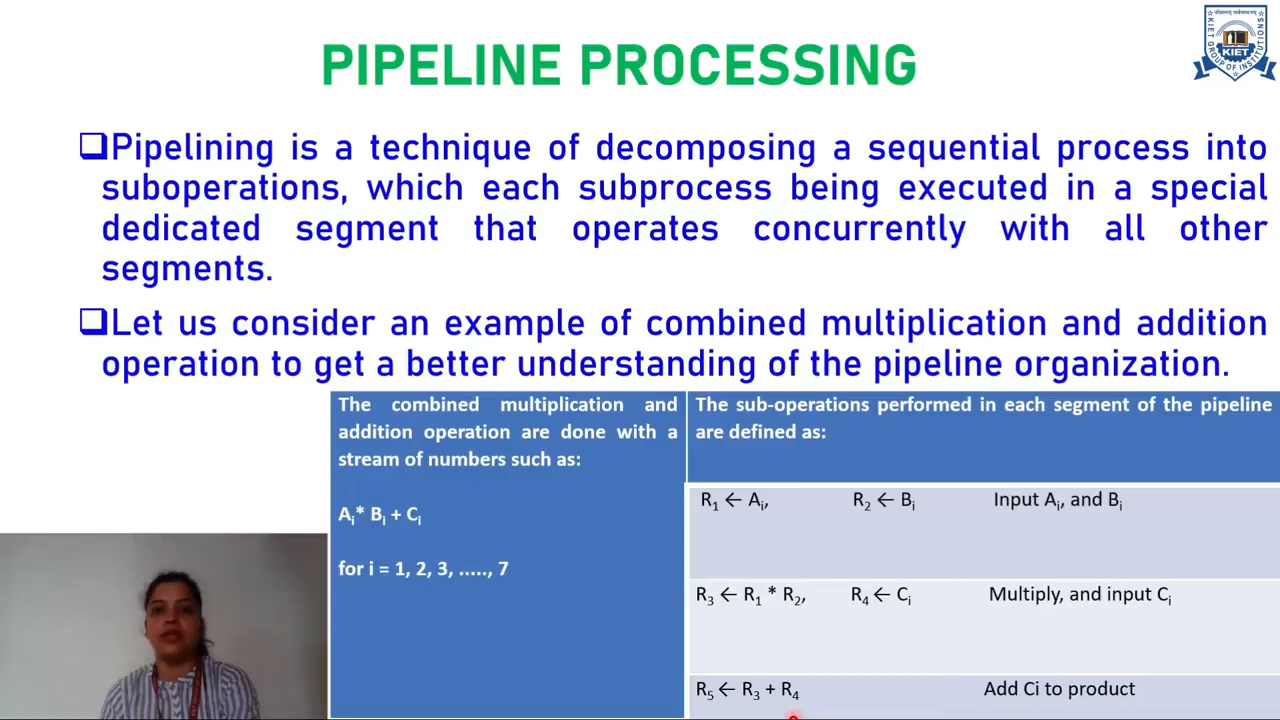 PIPELINE PROCESSING
KIET
KIET GROUP OF INSTITUTIONS
❑Pipelining is a technique of decomposing a sequential process into
suboperations, which each subprocess being executed in a special
dedicated segment that operates concurrently with all other
segments.
❑Let us consider an example of combined multiplication and addition
operation to get a better understanding of the pipeline organization.
The combined multiplication and
addition operation are done with a
stream of numbers such as:
Aᵢ* Bᵢ + Cᵢ
for i = 1, 2, 3, ....., 7
The sub-operations performed in each segment of the pipeline
are defined as:
R₁ ← Aᵢ, R₂ ← Bᵢ Input Aᵢ, and Bᵢ
R₃ ← R₁ * R₂, R₄ ← Cᵢ Multiply, and input Cᵢ
R₅ ← R₃ + R₄ Add Ci to product